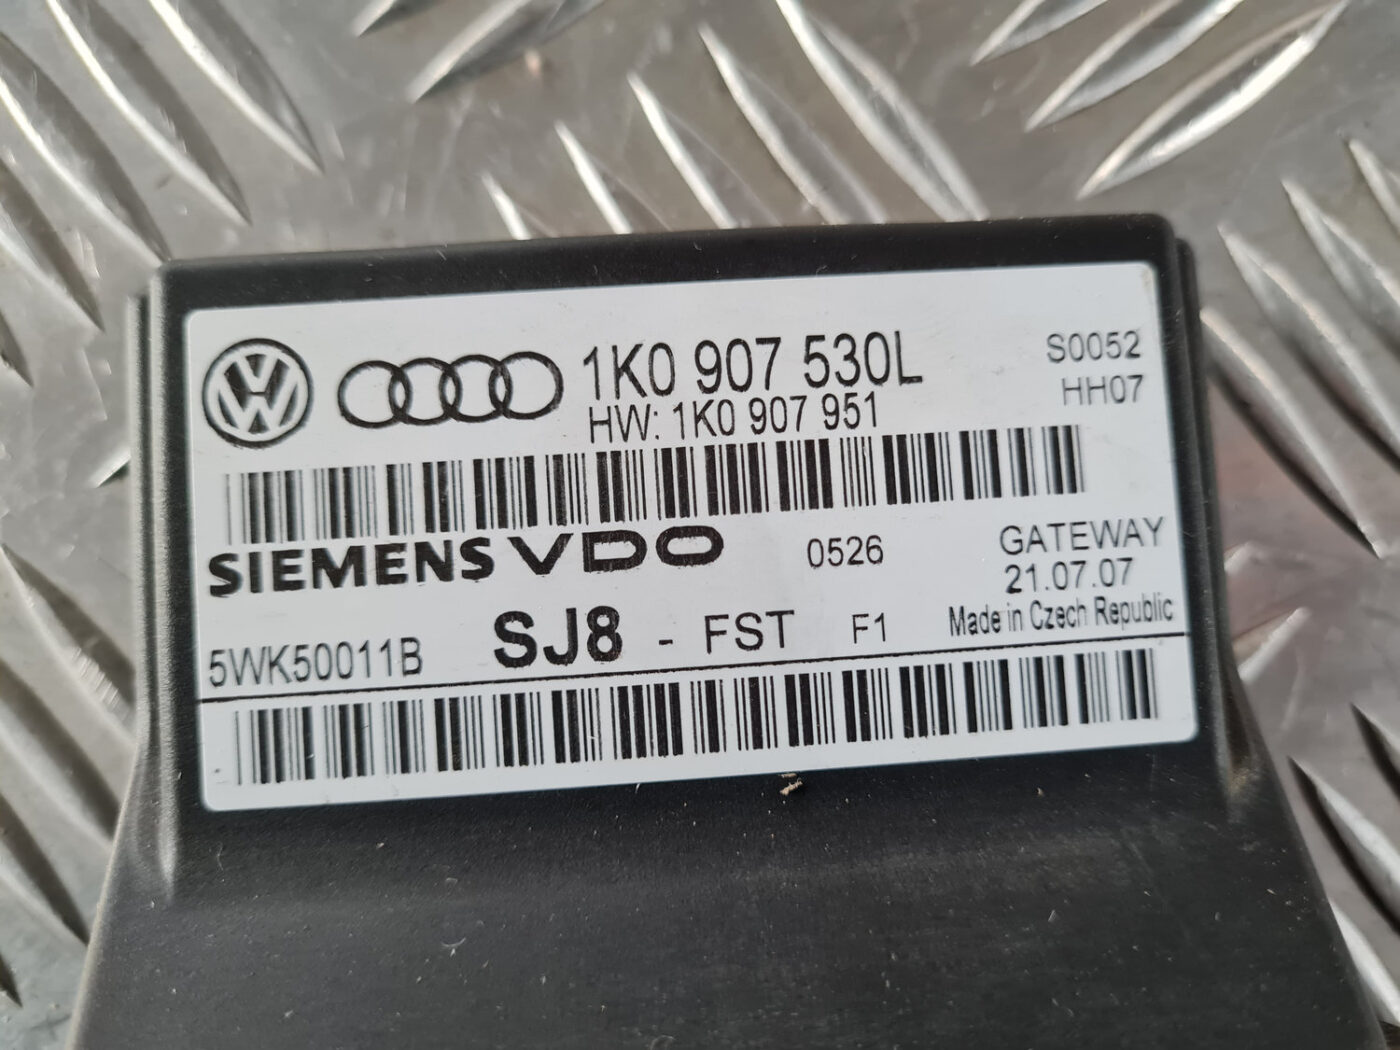 1K0 907 530L S0052
HW: 1K0 907 951 HH07
SIEMENS VDO 0526 GATEWAY
21.07.07
5WK50011B SJ8 - FST F1 Made in Czech Republic